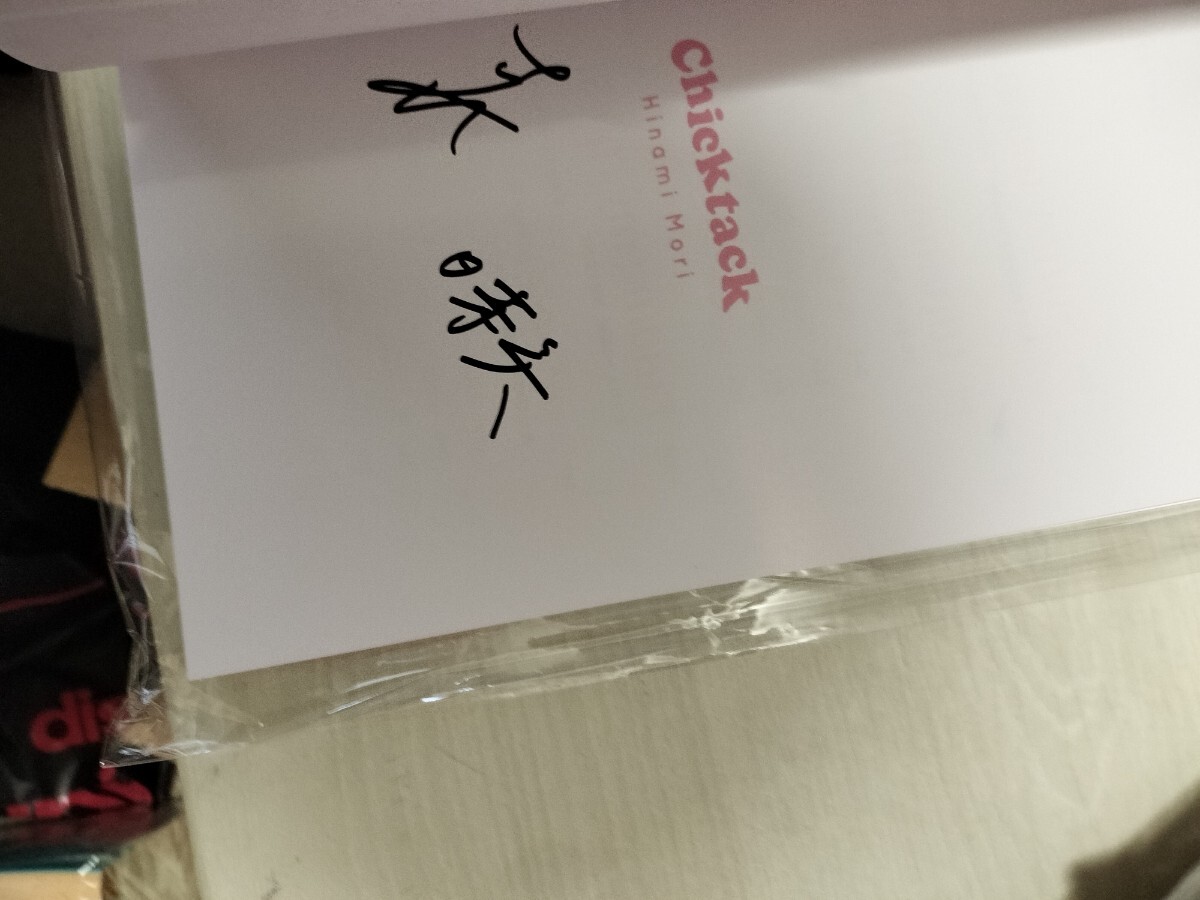 Chicktack
Hinami Mori
森 日菜美